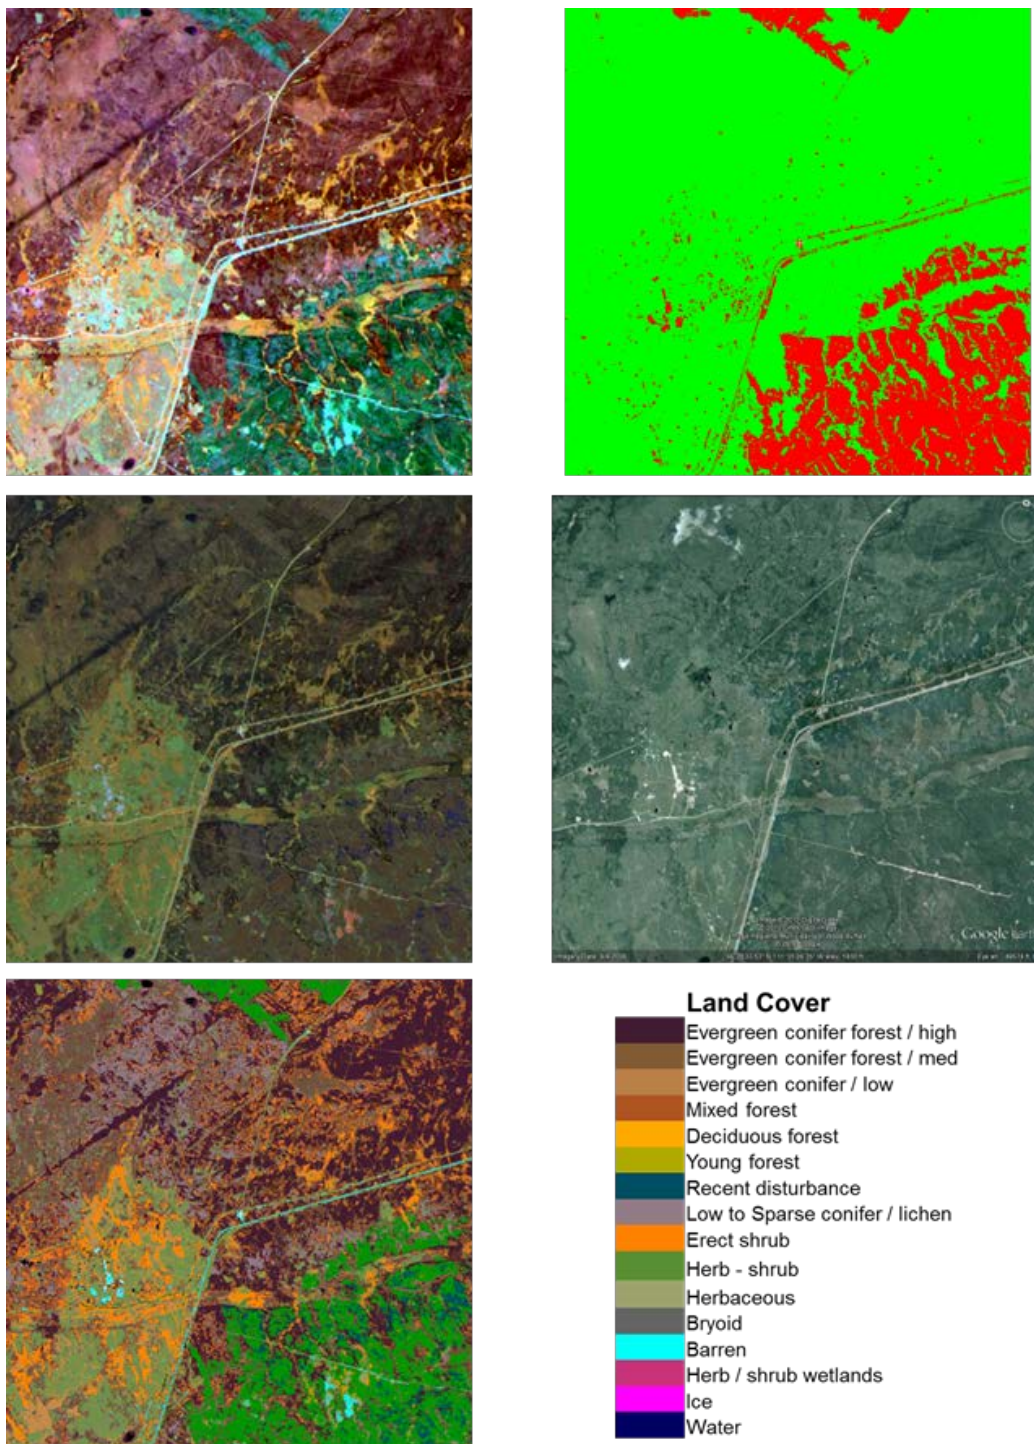 Google Earth
Land Cover
Evergreen conifer forest / high
Evergreen conifer forest / med
Evergreen conifer / low
Mixed forest
Deciduous forest
Young forest
Recent disturbance
Low to Sparse conifer / lichen
Erect shrub
Herb - shrub
Herbaceous
Bryoid
Barren
Herb / shrub wetlands
Ice
Water